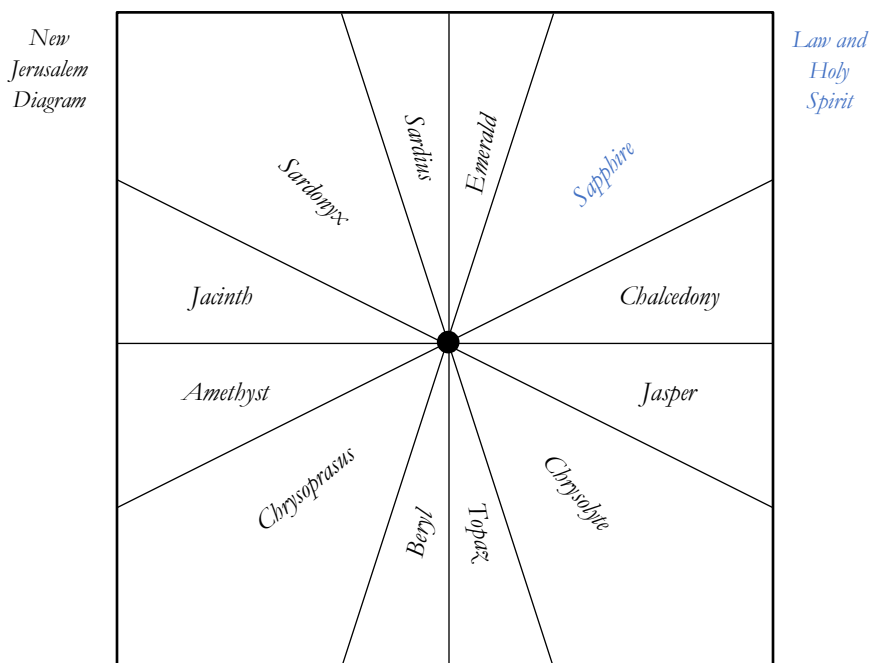 New
Jerusalem
Diagram
Law and
Holy
Spirit
Sardius
Emerald
Sardonyx
Sapphire
Jacinth
Chalcedony
Amethyst
Jasper
Chrysoprasus
Beryl
Topaz
Chrysolyte